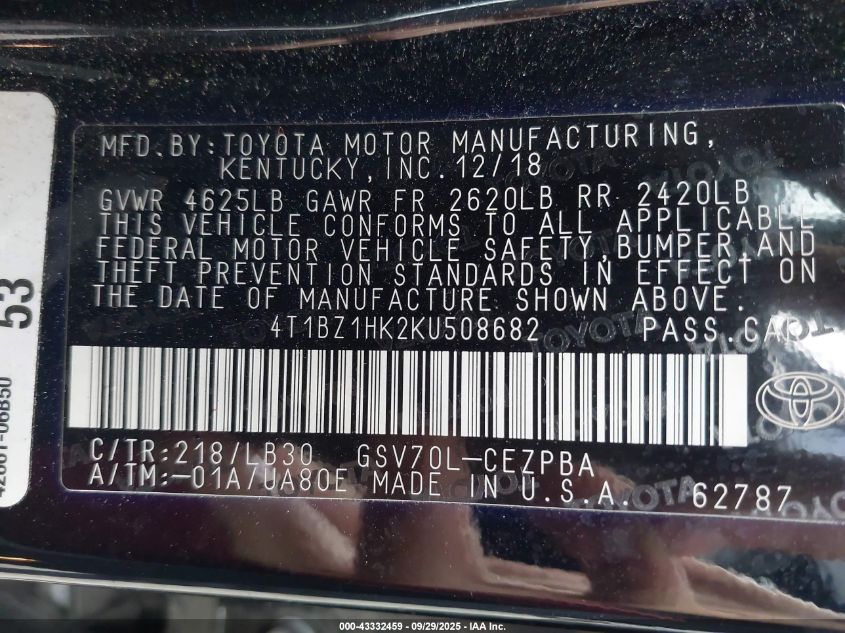 MFD.BY:TOYOTA MOTOR MANUFACTURING,
KENTUCKY,INC.12/18
GVWR 4625LB GAWR FR 2620LB RR 2420LB
THIS VEHICLE CONFORMS TO ALL APPLICABLE
FEDERAL MOTOR VEHICLE SAFETY,BUMPER,AND
THEFT PREVENTION STANDARDS IN EFFECT ON
THE DATE OF MANUFACTURE SHOWN ABOVE.
4T1BZ1HK2KU508682 PASS.CAR
C/TR:218/LB30 GSV70L-CEZPBA
A/TM:-01A/UA80E MADE IN U.S.A. 62787
53
42661-06B50
TOYOTA
000-43332459 - 09/29/2025 - IAA Inc.